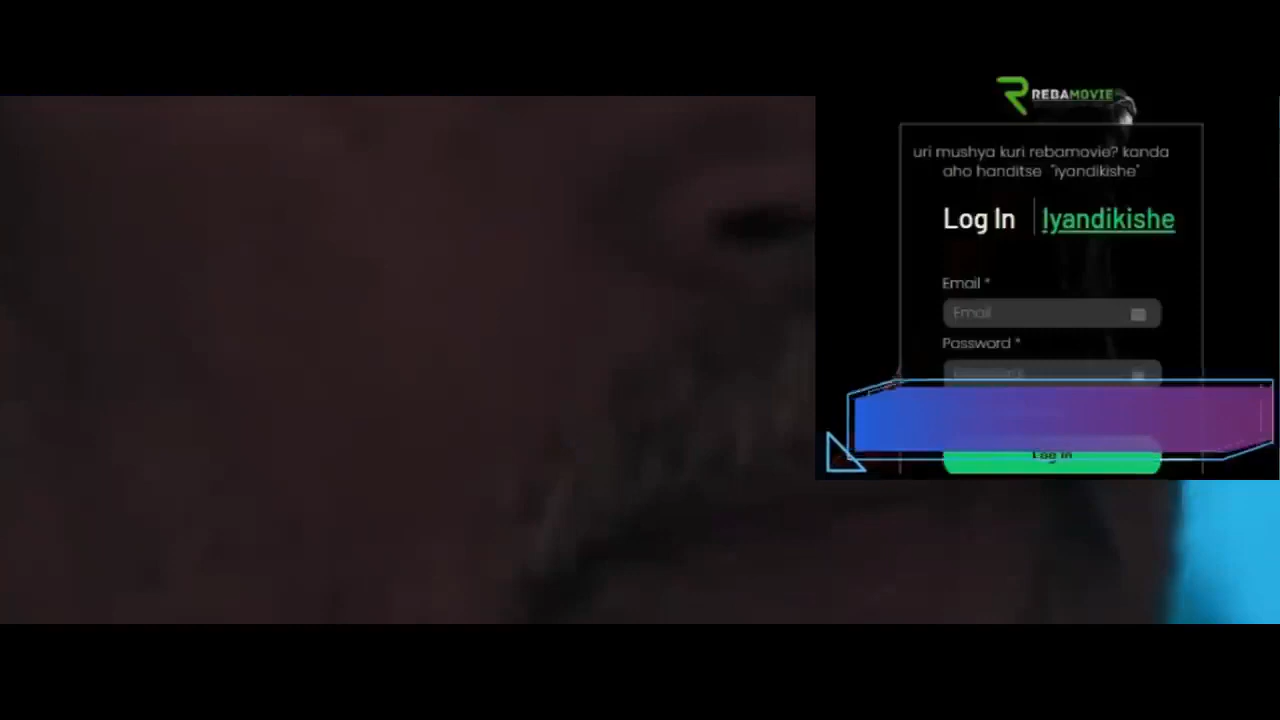 REBAMOVIE
uri mushya kuri rebamovie? kanda
aho handitse "iyandikishe"
Log In | Iyandikishe
Email *
Email
Password *
Log In